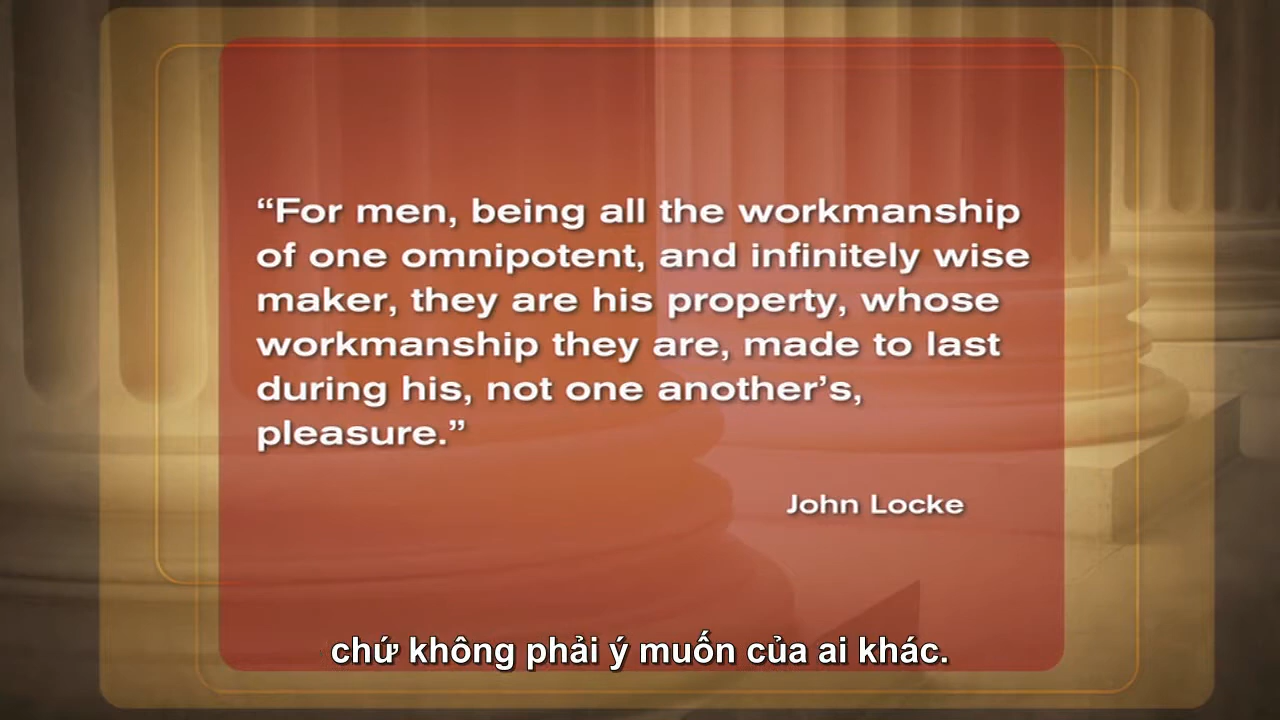 “For men, being all the workmanship
of one omnipotent, and infinitely wise
maker, they are his property, whose
workmanship they are, made to last
during his, not one another’s,
pleasure.”
John Locke
chứ không phải ý muốn của ai khác.